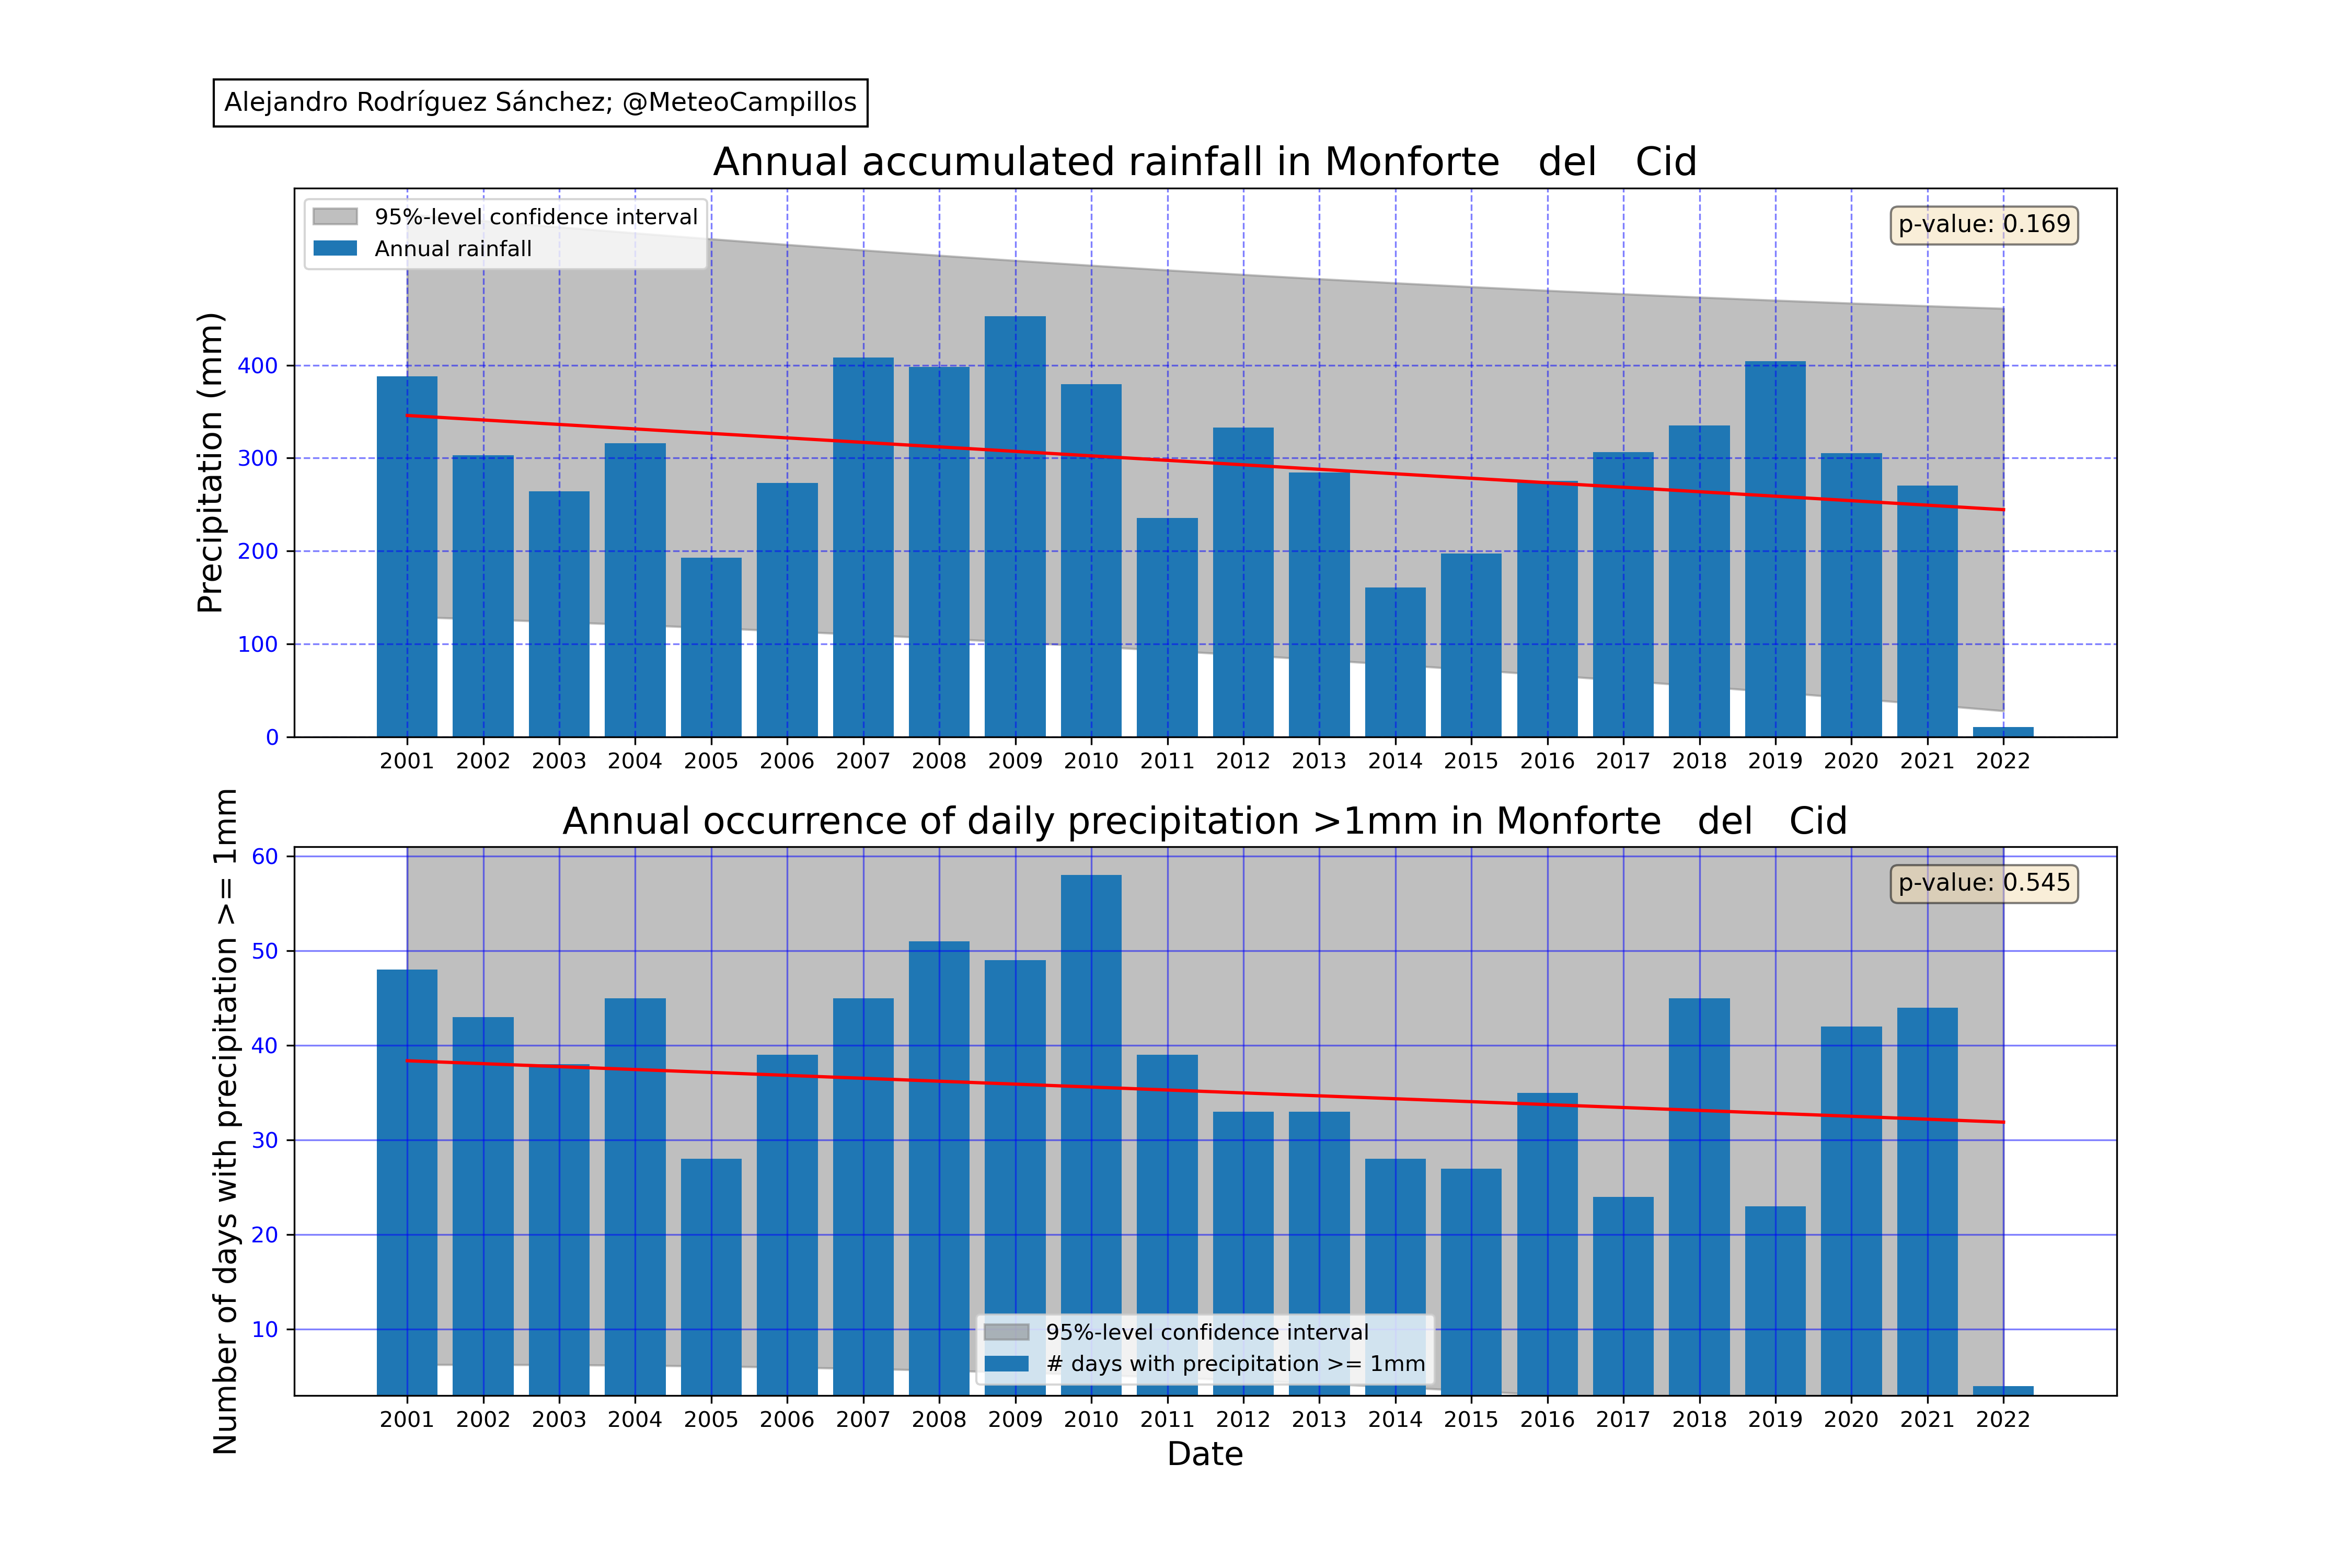 Alejandro Rodríguez Sánchez; @MeteoCampillos
Annual accumulated rainfall in Monforte   del   Cid
95%-level confidence interval
Annual rainfall
p-value: 0.169
Precipitation (mm)
400
300
200
100
0
2001 2002 2003 2004 2005 2006 2007 2008 2009 2010 2011 2012 2013 2014 2015 2016 2017 2018 2019 2020 2021 2022
Annual occurrence of daily precipitation >1mm in Monforte   del   Cid
p-value: 0.545
Number of days with precipitation >= 1mm
60
50
40
30
20
10
95%-level confidence interval
# days with precipitation >= 1mm
2001 2002 2003 2004 2005 2006 2007 2008 2009 2010 2011 2012 2013 2014 2015 2016 2017 2018 2019 2020 2021 2022
Date